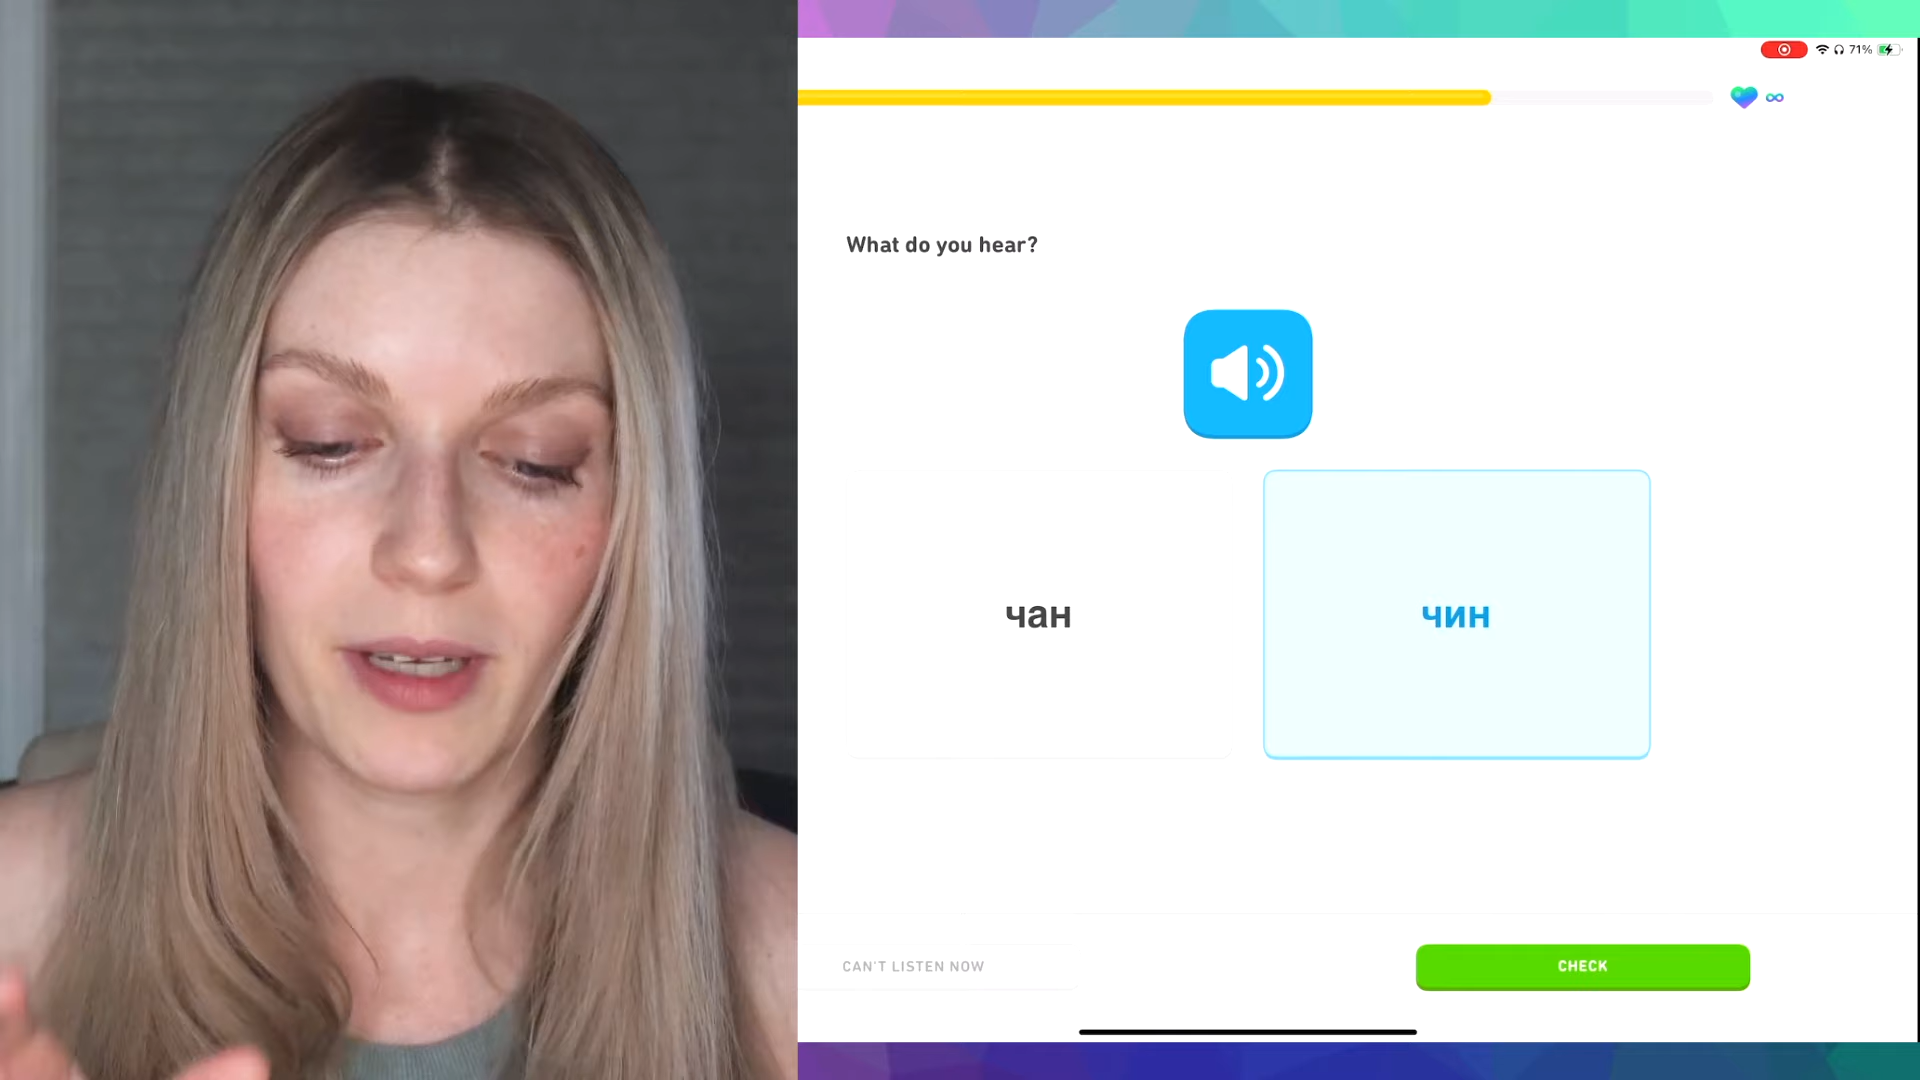 71%
What do you hear?
чан
чин
CAN'T LISTEN NOW
CHECK